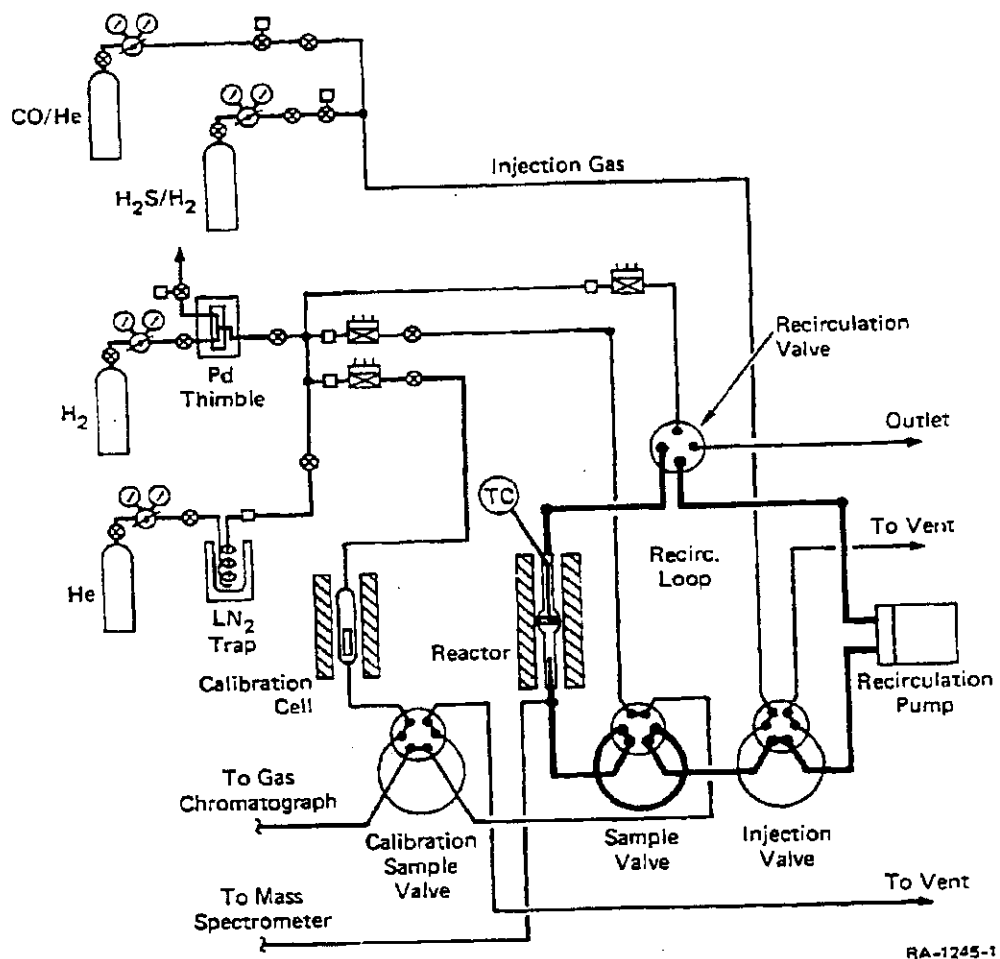 CO/He
H₂S/H₂
Injection Gas
Recirculation
Valve
Pd
Thimble
H₂
Outlet
TC
To Vent
Recirc.
Loop
He
LN₂
Trap
Reactor
Recirculation
Pump
Calibration
Cell
To Gas
Chromatograph
Calibration
Sample
Valve
Sample
Valve
Injection
Valve
To Vent
To Mass
Spectrometer
RA-1245-1